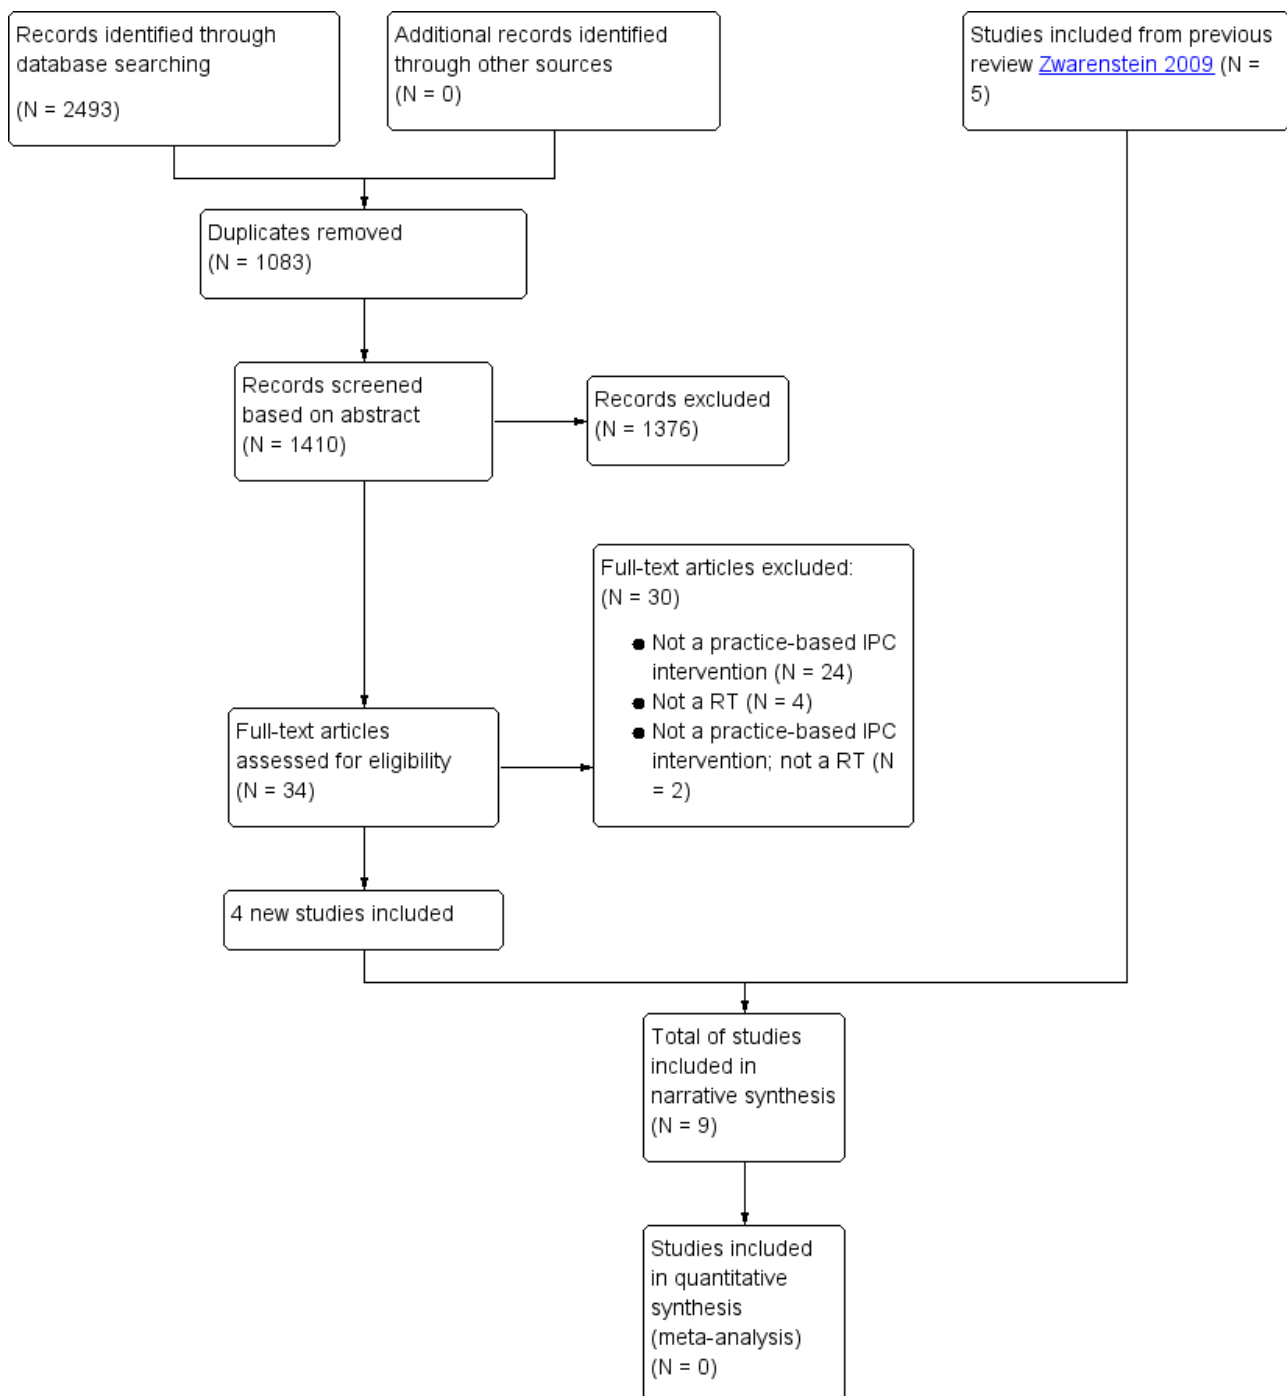 Records identified through
database searching
(N = 2493)
Additional records identified
through other sources
(N = 0)
Studies included from previous
review Zwarenstein 2009 (N =
5)
Duplicates removed
(N = 1083)
Records screened
based on abstract
(N = 1410)
Records excluded
(N = 1376)
Full-text articles excluded:
(N = 30)
● Not a practice-based IPC
intervention (N = 24)
● Not a RT (N = 4)
● Not a practice-based IPC
intervention; not a RT (N
= 2)
Full-text articles
assessed for eligibility
(N = 34)
4 new studies included
Total of studies
included in
narrative synthesis
(N = 9)
Studies included
in quantitative
synthesis
(meta-analysis)
(N = 0)